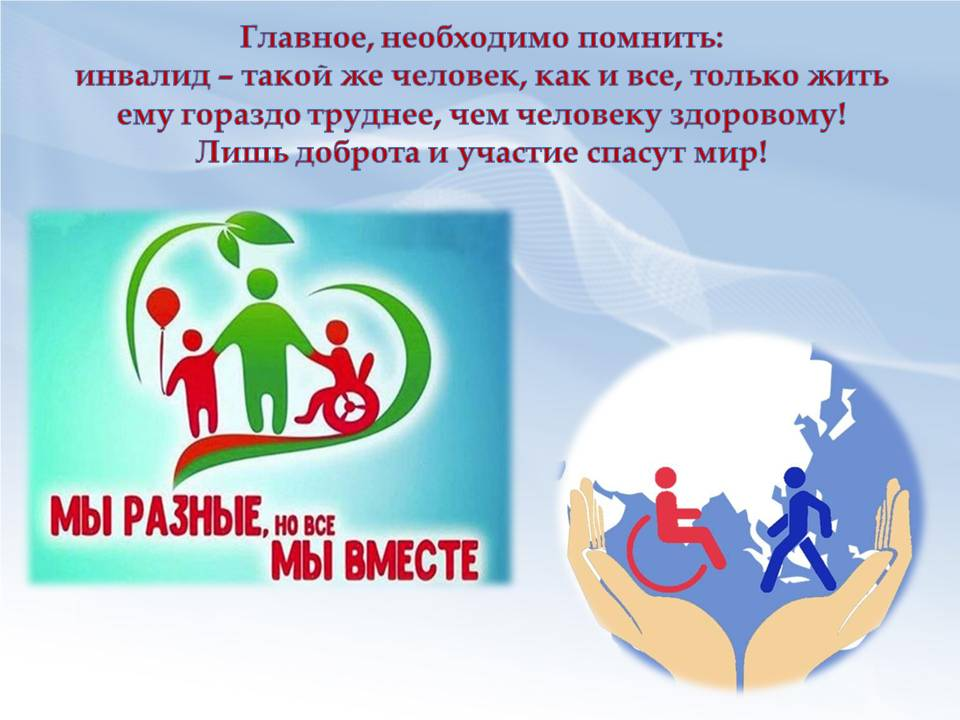 Главное, необходимо помнить:
инвалид – такой же человек, как и все, только жить
ему гораздо труднее, чем человеку здоровому!
Лишь доброта и участие спасут мир!
МЫ РАЗНЫЕ, НО ВСЕ
МЫ ВМЕСТЕ